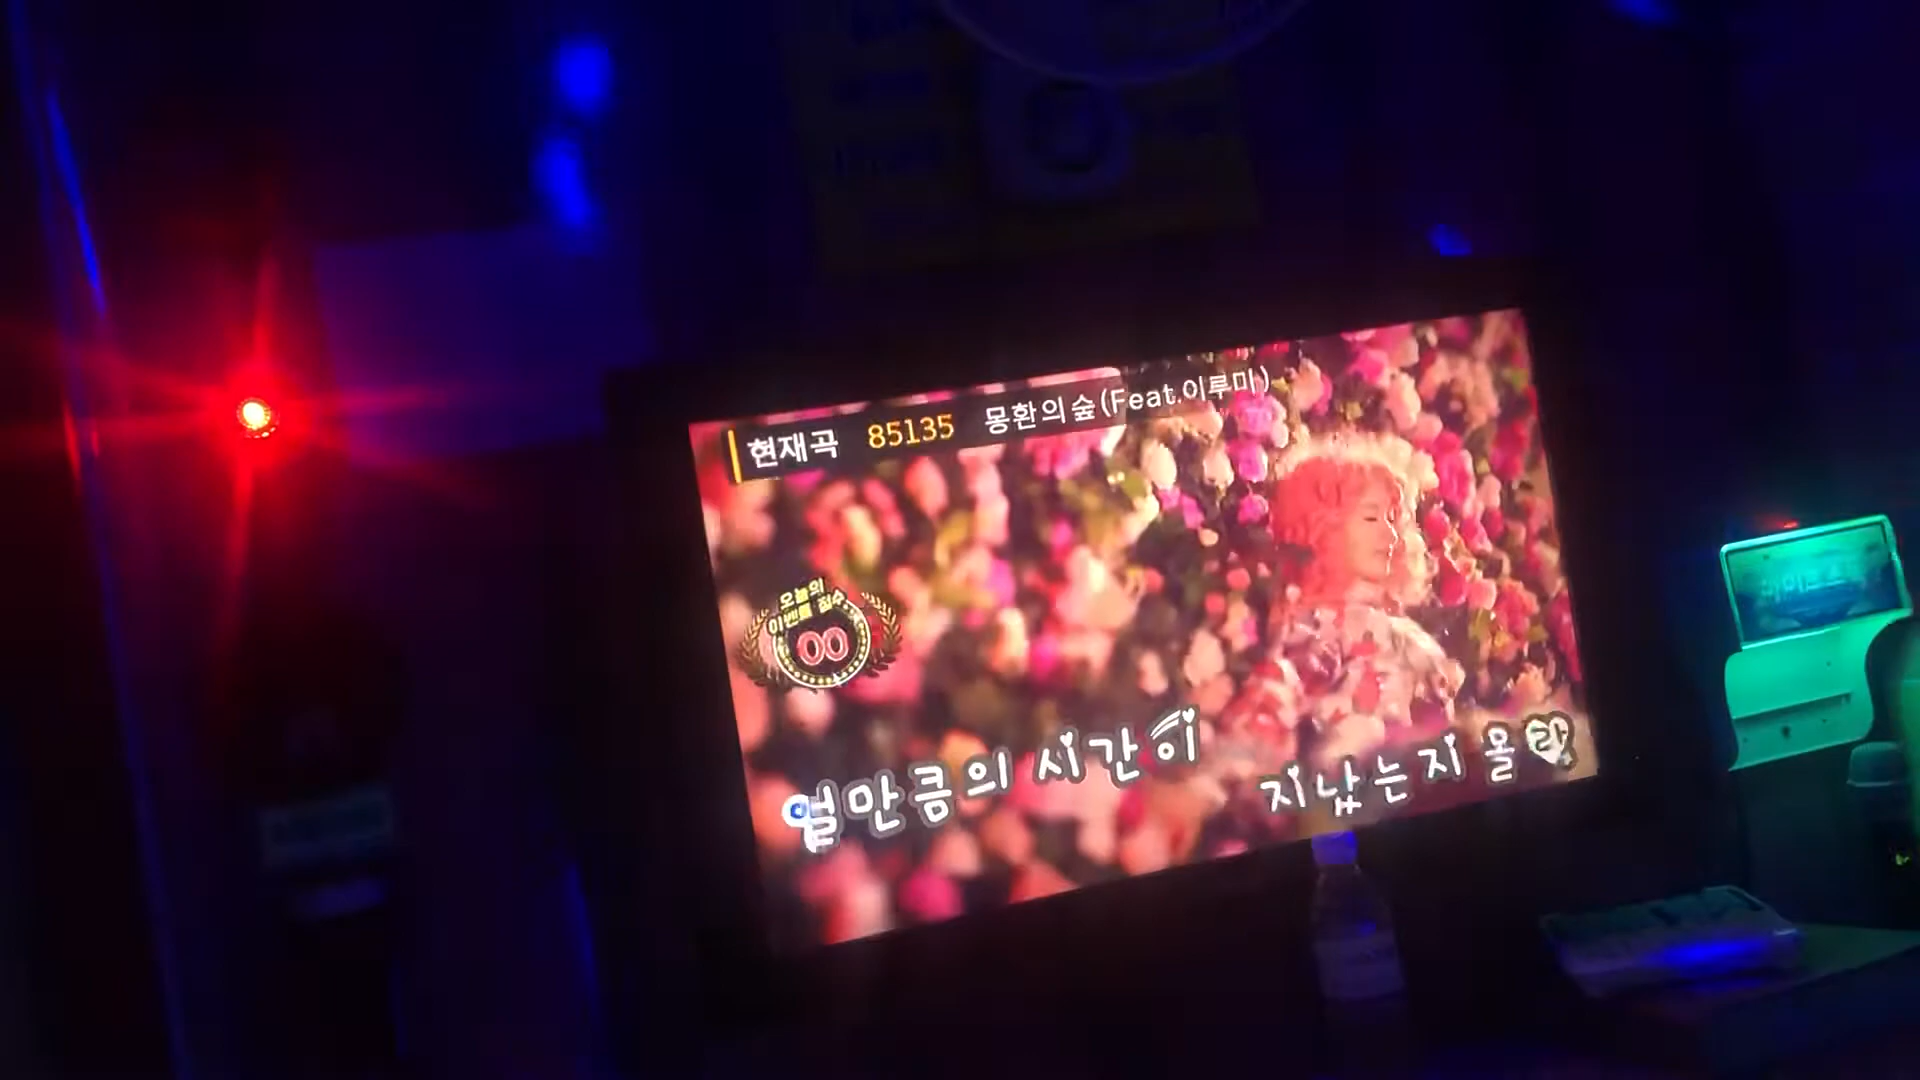 현재곡 85135 몽환의숲(Feat.이루미)
오늘의
이벤트 점수
00
얼만큼의 시간이 지났는지 몰라